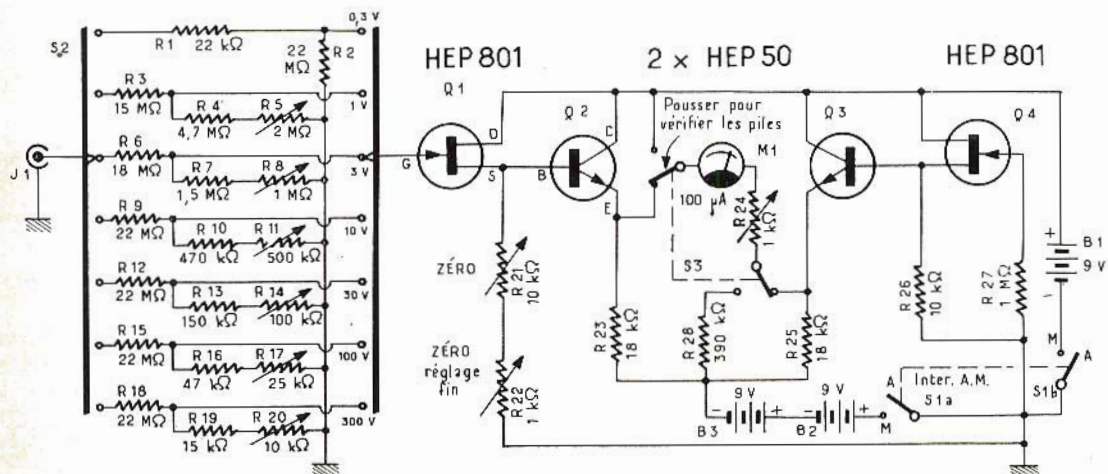 S2
R1 22 kΩ
22 MΩ R2
0,3 V
R3
15 MΩ
R4 R5
4,7 MΩ 2 MΩ
1 V
R6
18 MΩ
R7 R8
1,5 MΩ 1 MΩ
3 V
R9
22 MΩ
R10 R11
470 kΩ 500 kΩ
10 V
R12
22 MΩ
R13 R14
150 kΩ 100 kΩ
30 V
R15
22 MΩ
R16 R17
47 kΩ 25 kΩ
100 V
R18
22 MΩ
R19 R20
15 kΩ 10 kΩ
300 V
J1
HEP 801
2 x HEP 50
HEP 801
Q1
G
D
S
Q2
B
C
E
Pousser pour
vérifier les piles
M1
100 µA
R24
1 kΩ
S3
Q3
Q4
ZÉRO
R21
10 kΩ
ZÉRO
réglage
fin
R22
1 kΩ
R23
18 kΩ
R28
390 kΩ
R25
18 kΩ
R26
10 kΩ
R27
1 MΩ
+ B1
9 V
-
M
A
S1b
Inter. A.M.
S1a
A
M
9 V 9 V
- + - +
B3 B2